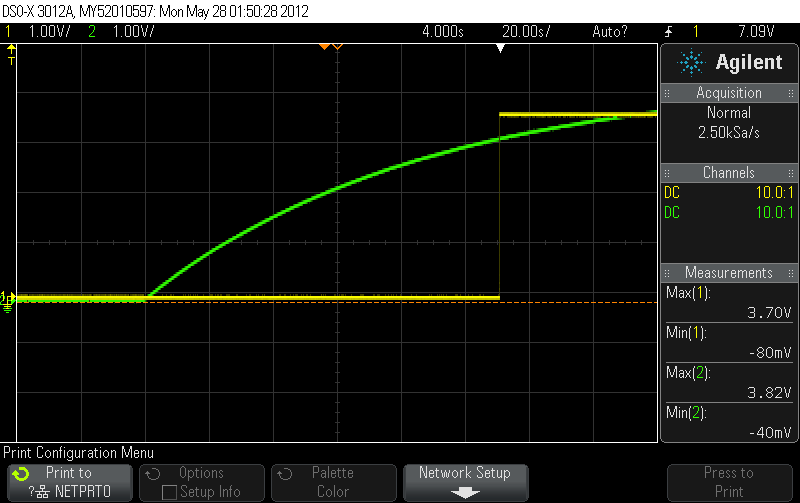 DSO-X 3012A, MY52010597: Mon May 28 01:50:28 2012
1 1.00V/ 2 1.00V/ 4.000s 20.00s/ Auto? 1 7.09V
T
Agilent
Acquisition
Normal
2.50kSa/s
Channels
DC 10.0:1
DC 10.0:1
Measurements
Max(1):
3.70V
Min(1):
-80mV
Max(2):
3.82V
Min(2):
-40mV
Print Configuration Menu
Print to
? NETPRT0
Options
Setup Info
Palette
Color
Network Setup
Press to
Print